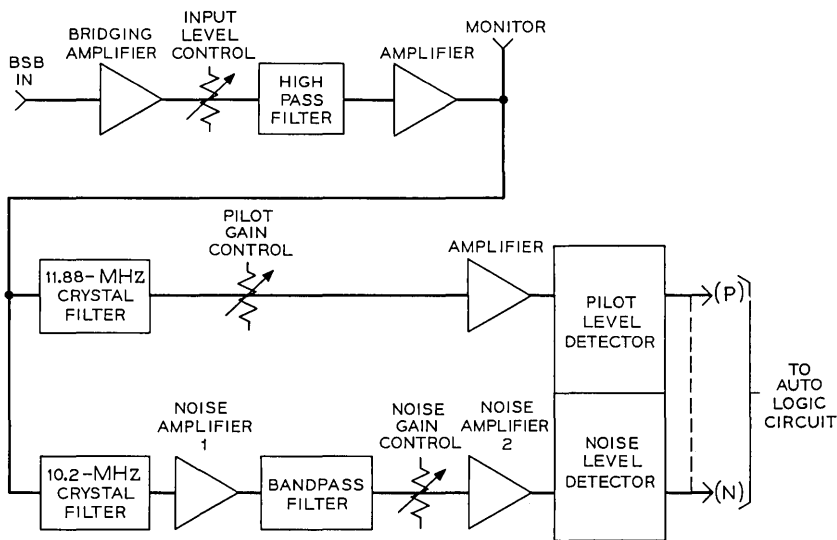 MONITOR
INPUT
LEVEL
CONTROL
BRIDGING
AMPLIFIER
AMPLIFIER
BSB
IN
HIGH
PASS
FILTER
PILOT
GAIN
CONTROL
AMPLIFIER
11.88-MHz
CRYSTAL
FILTER
PILOT
LEVEL
DETECTOR
(P)
TO
AUTO
LOGIC
CIRCUIT
NOISE
AMPLIFIER
1
NOISE
GAIN
CONTROL
NOISE
AMPLIFIER
2
10.2-MHz
CRYSTAL
FILTER
BANDPASS
FILTER
NOISE
LEVEL
DETECTOR
(N)